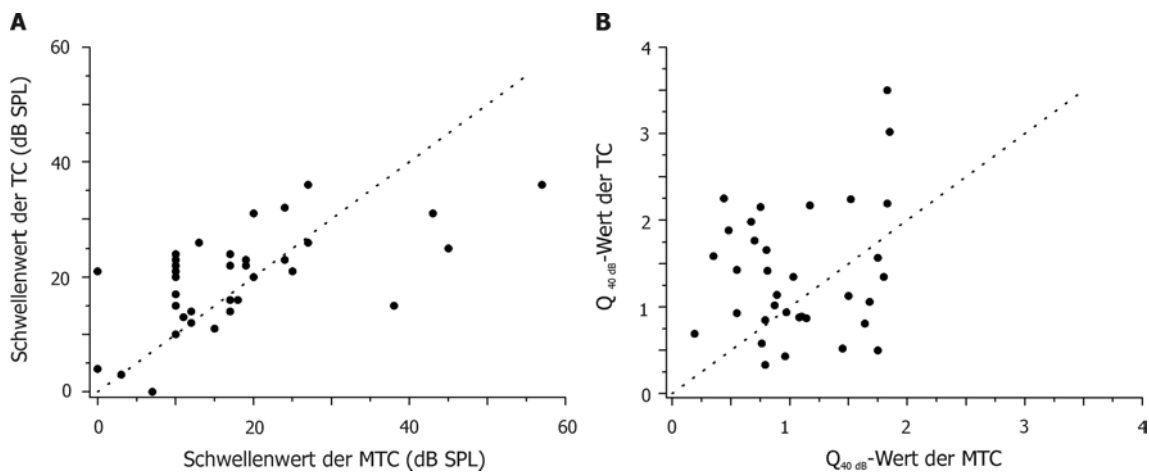 A
60
40
20
0
Schwellenwert der TC (dB SPL)
0 20 40 60
Schwellenwert der MTC (dB SPL)
B
4
3
2
1
0
Q40 dB-Wert der TC
0 1 2 3 4
Q40 dB-Wert der MTC